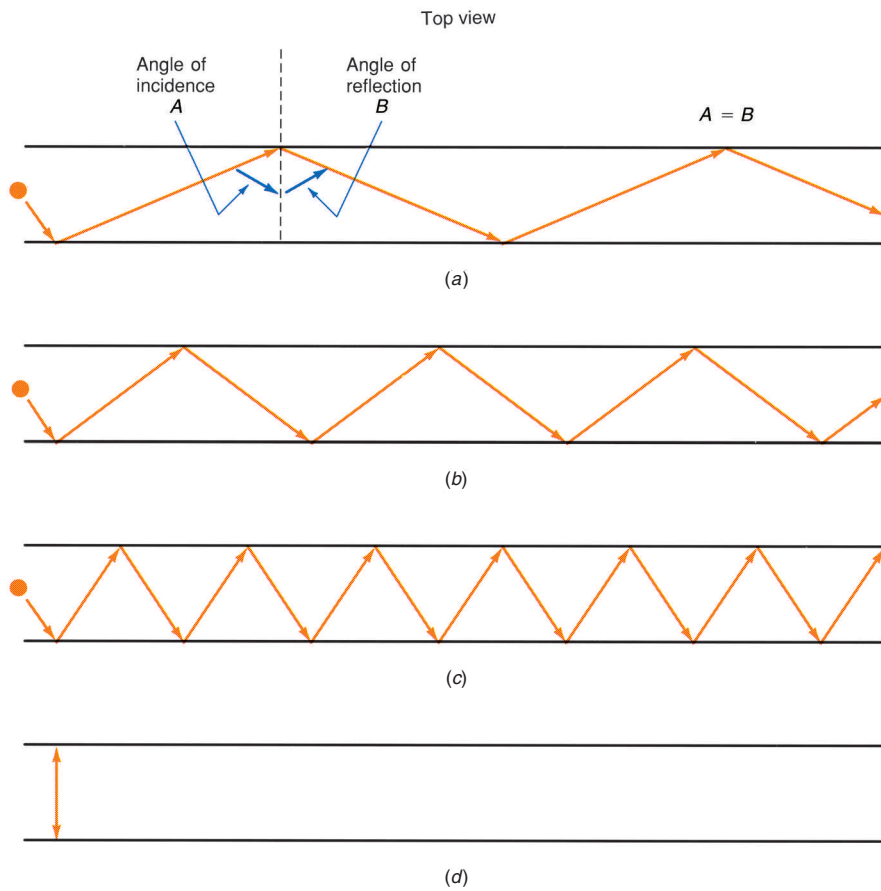 Top view
Angle of
incidence
A
Angle of
reflection
B
A = B
(a)
(b)
(c)
(d)